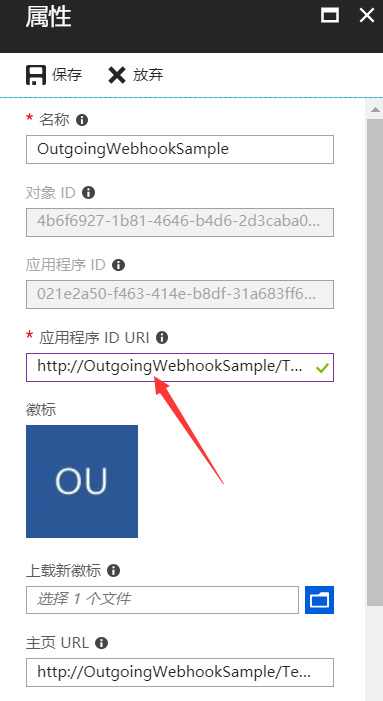 属性
保存 放弃
* 名称
OutgoingWebhookSample
对象 ID
4b6f6927-1b81-4646-b4d6-2d3caba0...
应用程序 ID
021e2a50-f463-414e-b8df-31a683ff6...
* 应用程序 ID URI
http://OutgoingWebhookSample/T...
徽标
OU
上载新徽标
选择 1 个文件
主页 URL
http://OutgoingWebhookSample/Te...